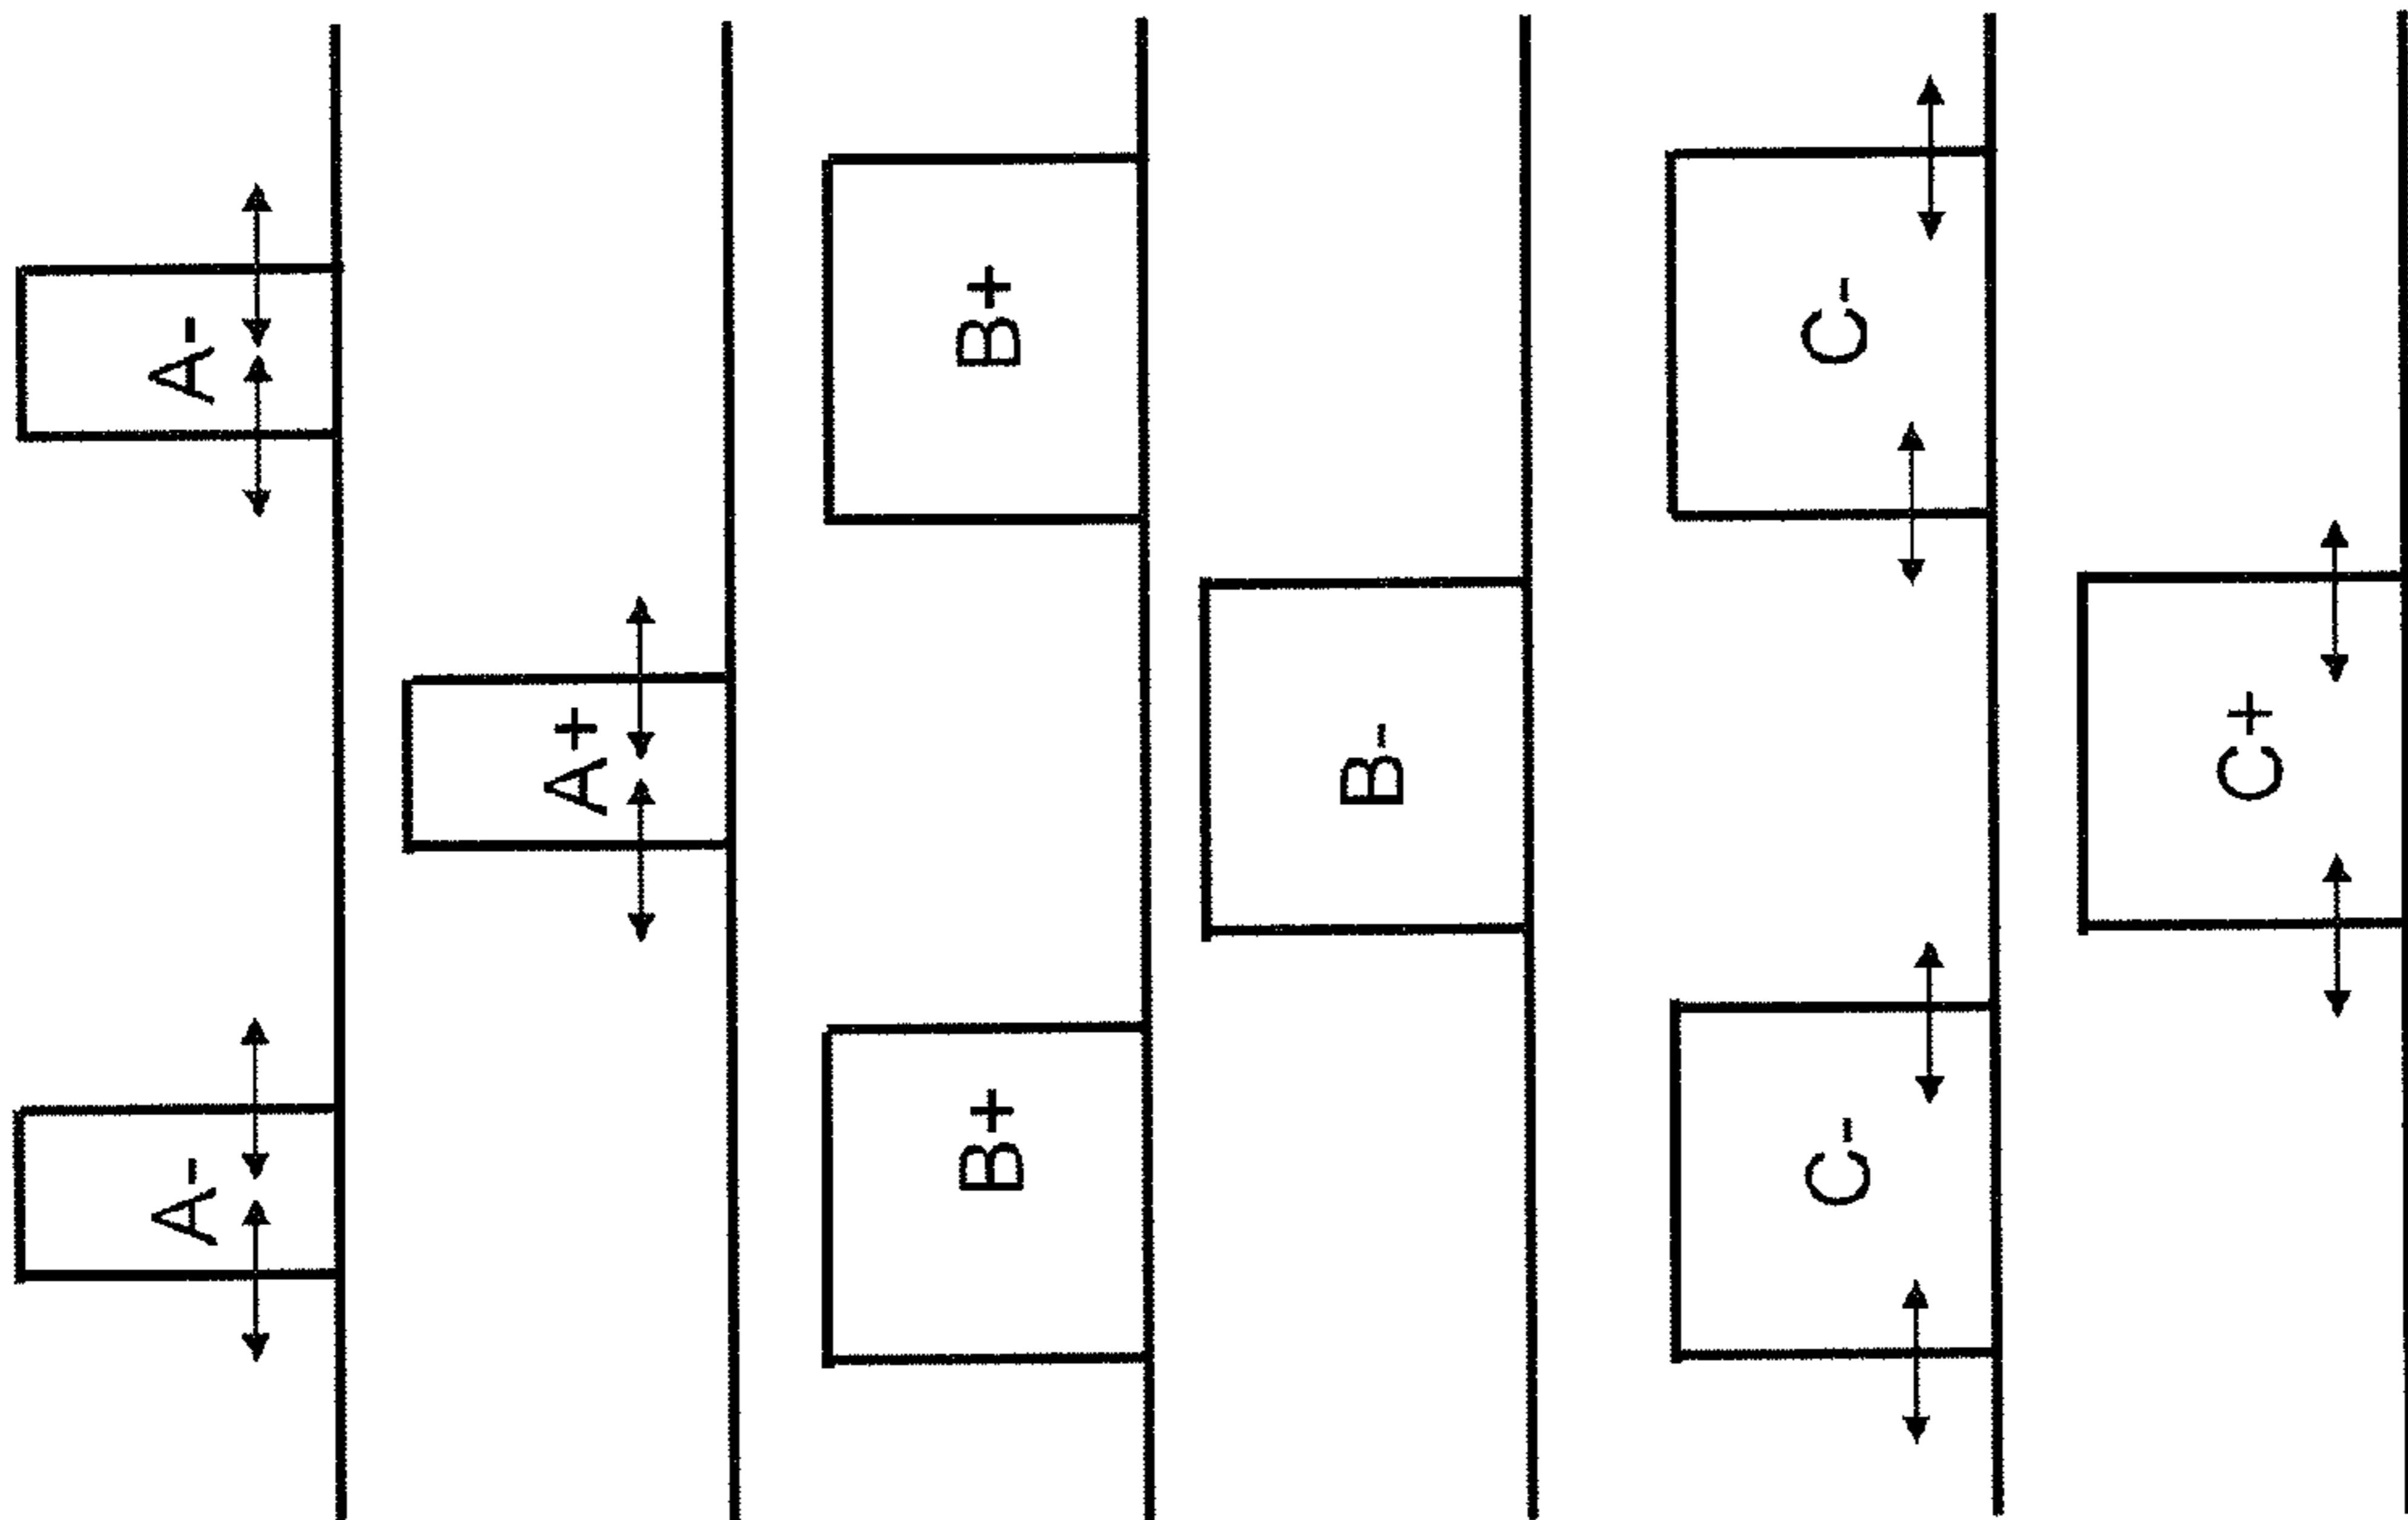 A- A-
A+
B+ B+
B-
C- C-
C+